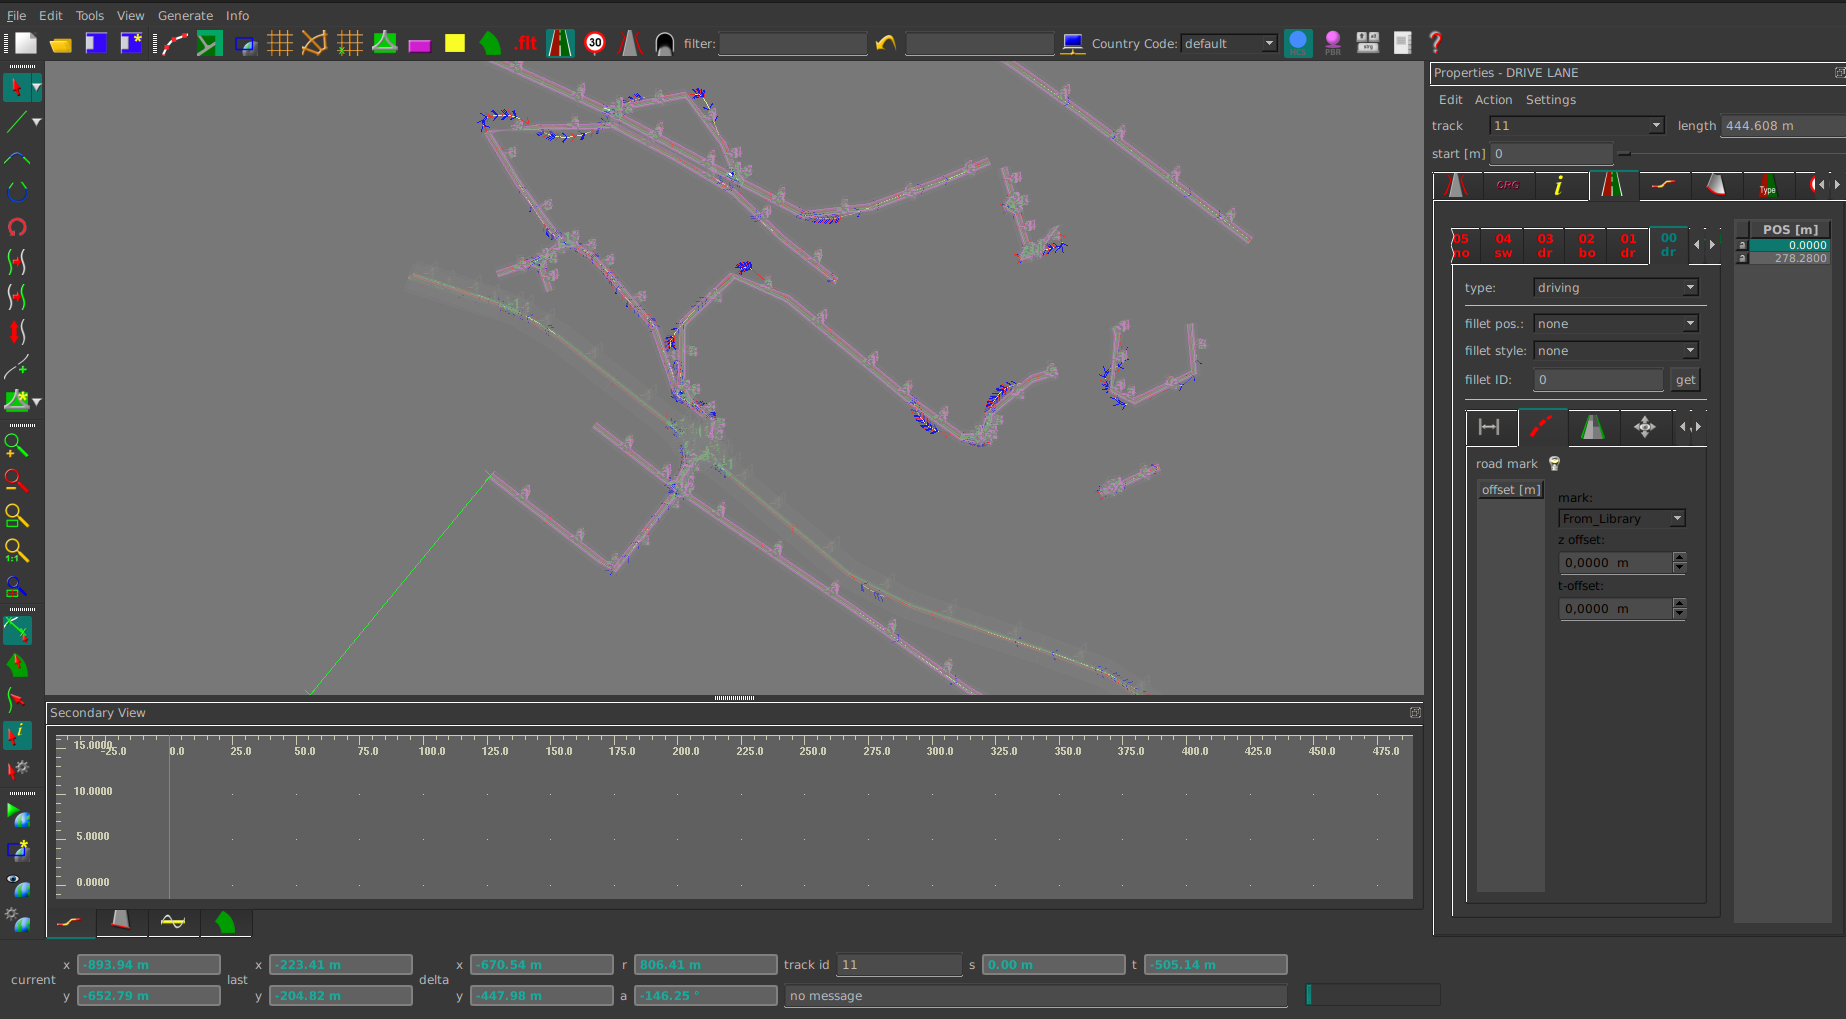 File Edit Tools View Generate Info
.flt 30 filter: Country Code: default PBR ?
Properties - DRIVE LANE
Edit Action Settings
track 11 length 444.608 m
start [m] 0
CRG i Type
05 no 04 sw 03 dr 02 bo 01 dr 00 dr
POS [m]
0.0000
278.2800
type: driving
fillet pos.: none
fillet style: none
fillet ID: 0 get
road mark
offset [m]
mark:
From_Library
z offset:
0,0000 m
t-offset:
0,0000 m
1:1
Secondary View
15.0000 -25.0 0.0 25.0 50.0 75.0 100.0 125.0 150.0 175.0 200.0 225.0 250.0 275.0 300.0 325.0 350.0 375.0 400.0 425.0 450.0 475.0
10.0000
5.0000
0.0000
current x -893.94 m last x -223.41 m delta x -670.54 m r 806.41 m track id 11 s 0.00 m t -505.14 m
y -652.79 m y -204.82 m y -447.98 m a -146.25 ° no message